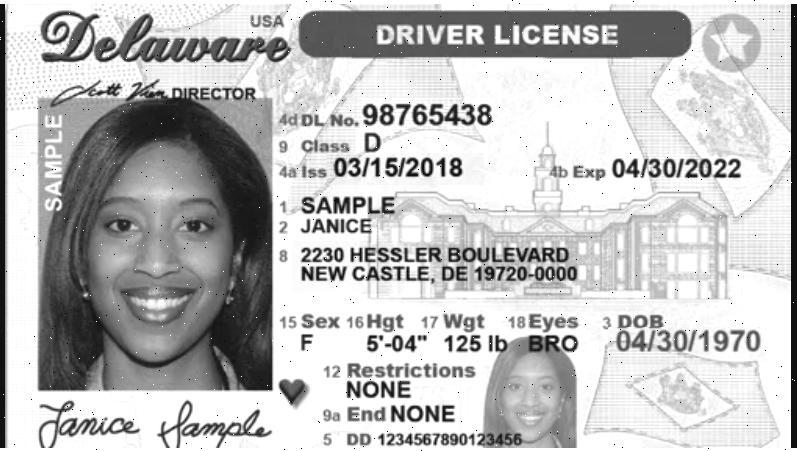 Delaware USA
DRIVER LICENSE
Scott Vien DIRECTOR
SAMPLE
4d DL No. 98765438
9 Class D
4a Iss 03/15/2018 4b Exp 04/30/2022
1 SAMPLE
2 JANICE
8 2230 HESSLER BOULEVARD
NEW CASTLE, DE 19720-0000
15 Sex 16 Hgt 17 Wgt 18 Eyes 3 DOB
F 5'-04" 125 lb BRO 04/30/1970
12 Restrictions
NONE
9a End NONE
5 DD 1234567890123456
Janice Sample